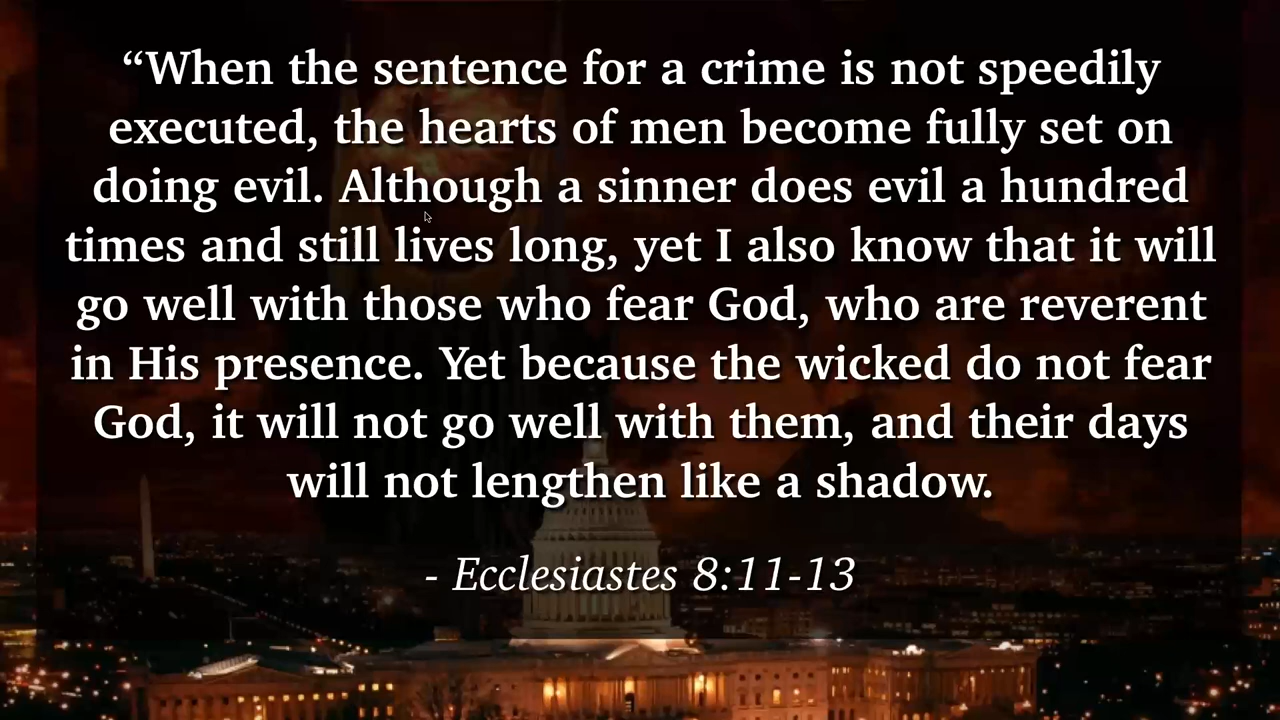 “When the sentence for a crime is not speedily
executed, the hearts of men become fully set on
doing evil. Although a sinner does evil a hundred
times and still lives long, yet I also know that it will
go well with those who fear God, who are reverent
in His presence. Yet because the wicked do not fear
God, it will not go well with them, and their days
will not lengthen like a shadow.
- Ecclesiastes 8:11-13